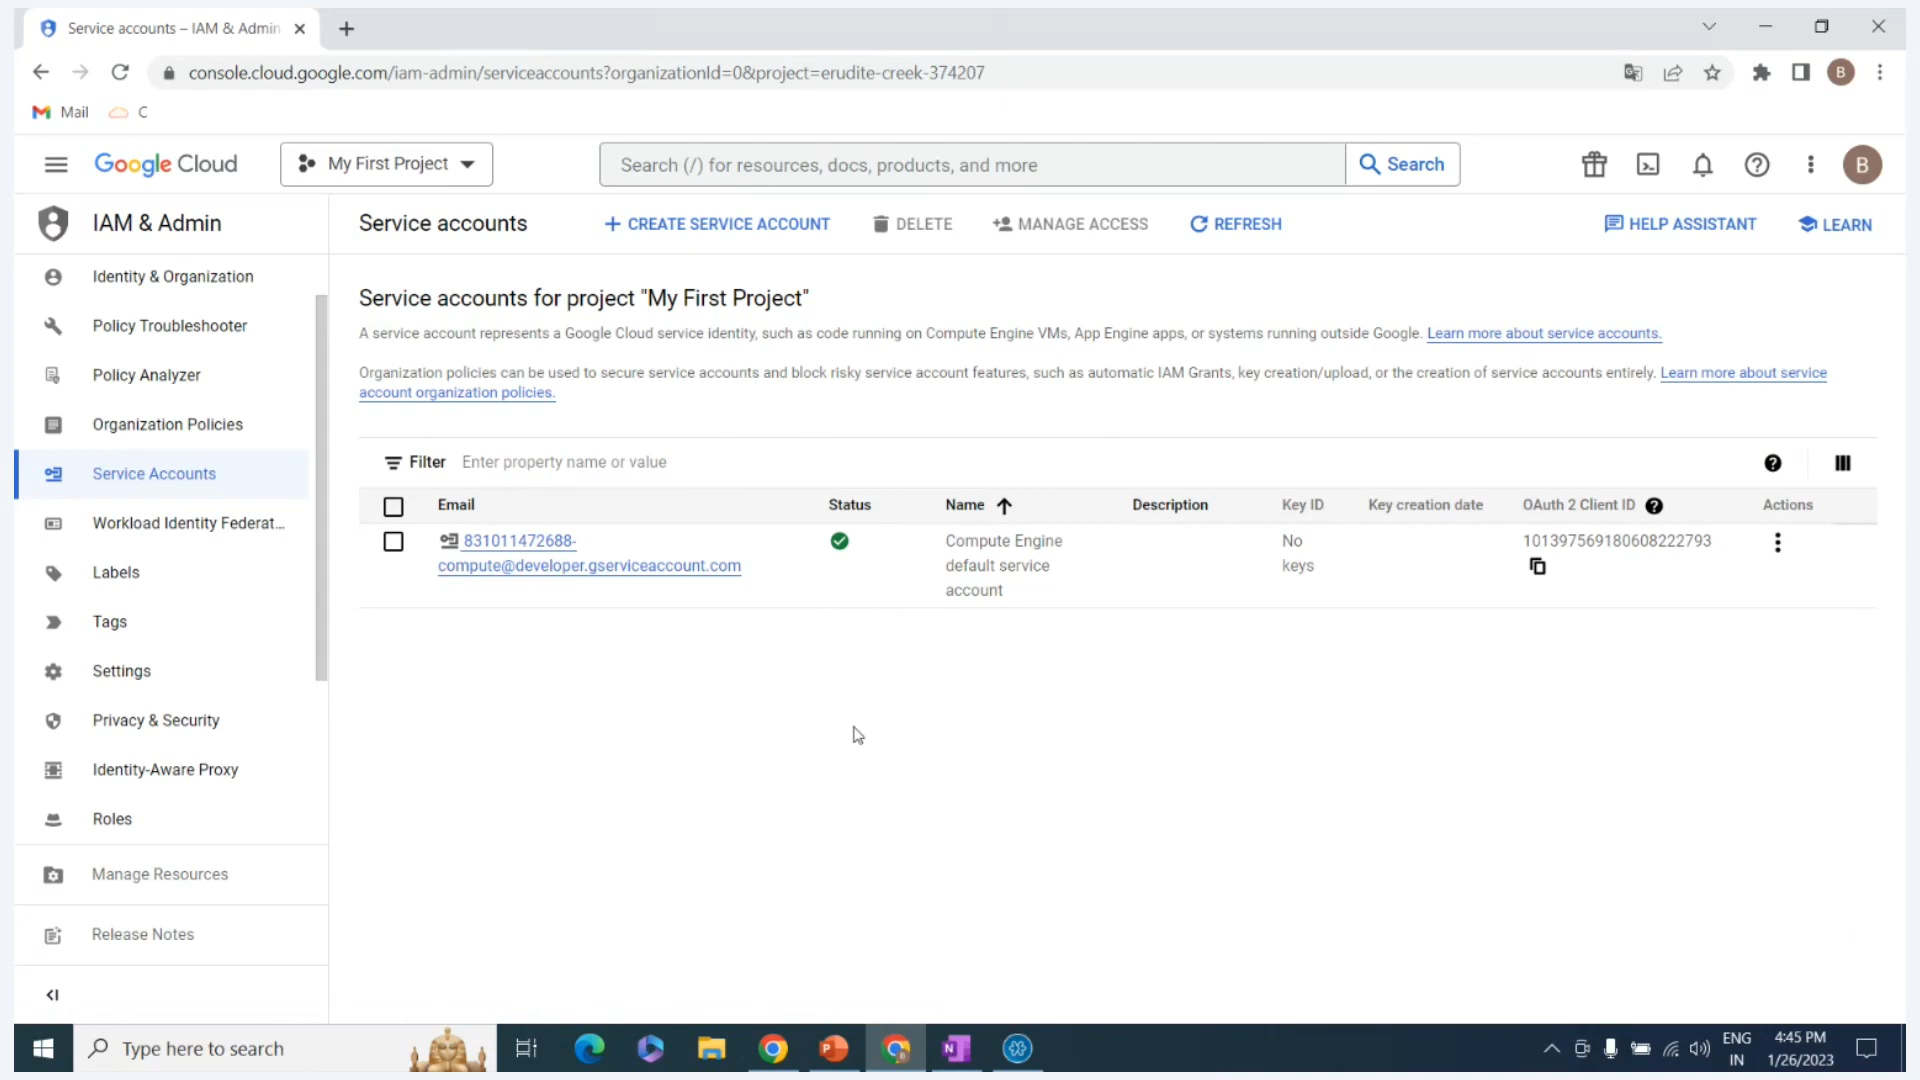 Service accounts – IAM & Admin
console.cloud.google.com/iam-admin/serviceaccounts?organizationId=0&project=erudite-creek-374207
B
Mail
C
Google Cloud
My First Project
Search (/) for resources, docs, products, and more
Search
B
IAM & Admin
Service accounts
CREATE SERVICE ACCOUNT
DELETE
MANAGE ACCESS
REFRESH
HELP ASSISTANT
LEARN
Identity & Organization
Policy Troubleshooter
Policy Analyzer
Organization Policies
Service Accounts
Workload Identity Federat...
Labels
Tags
Settings
Privacy & Security
Identity-Aware Proxy
Roles
Manage Resources
Release Notes
Service accounts for project "My First Project"
A service account represents a Google Cloud service identity, such as code running on Compute Engine VMs, App Engine apps, or systems running outside Google. Learn more about service accounts.
Organization policies can be used to secure service accounts and block risky service account features, such as automatic IAM Grants, key creation/upload, or the creation of service accounts entirely. Learn more about service
account organization policies.
Filter Enter property name or value
Email Status Name Description Key ID Key creation date OAuth 2 Client ID Actions
831011472688- Compute Engine No 101397569180608222793
compute@developer.gserviceaccount.com default service keys
account
Type here to search
ENG
IN
4:45 PM
1/26/2023